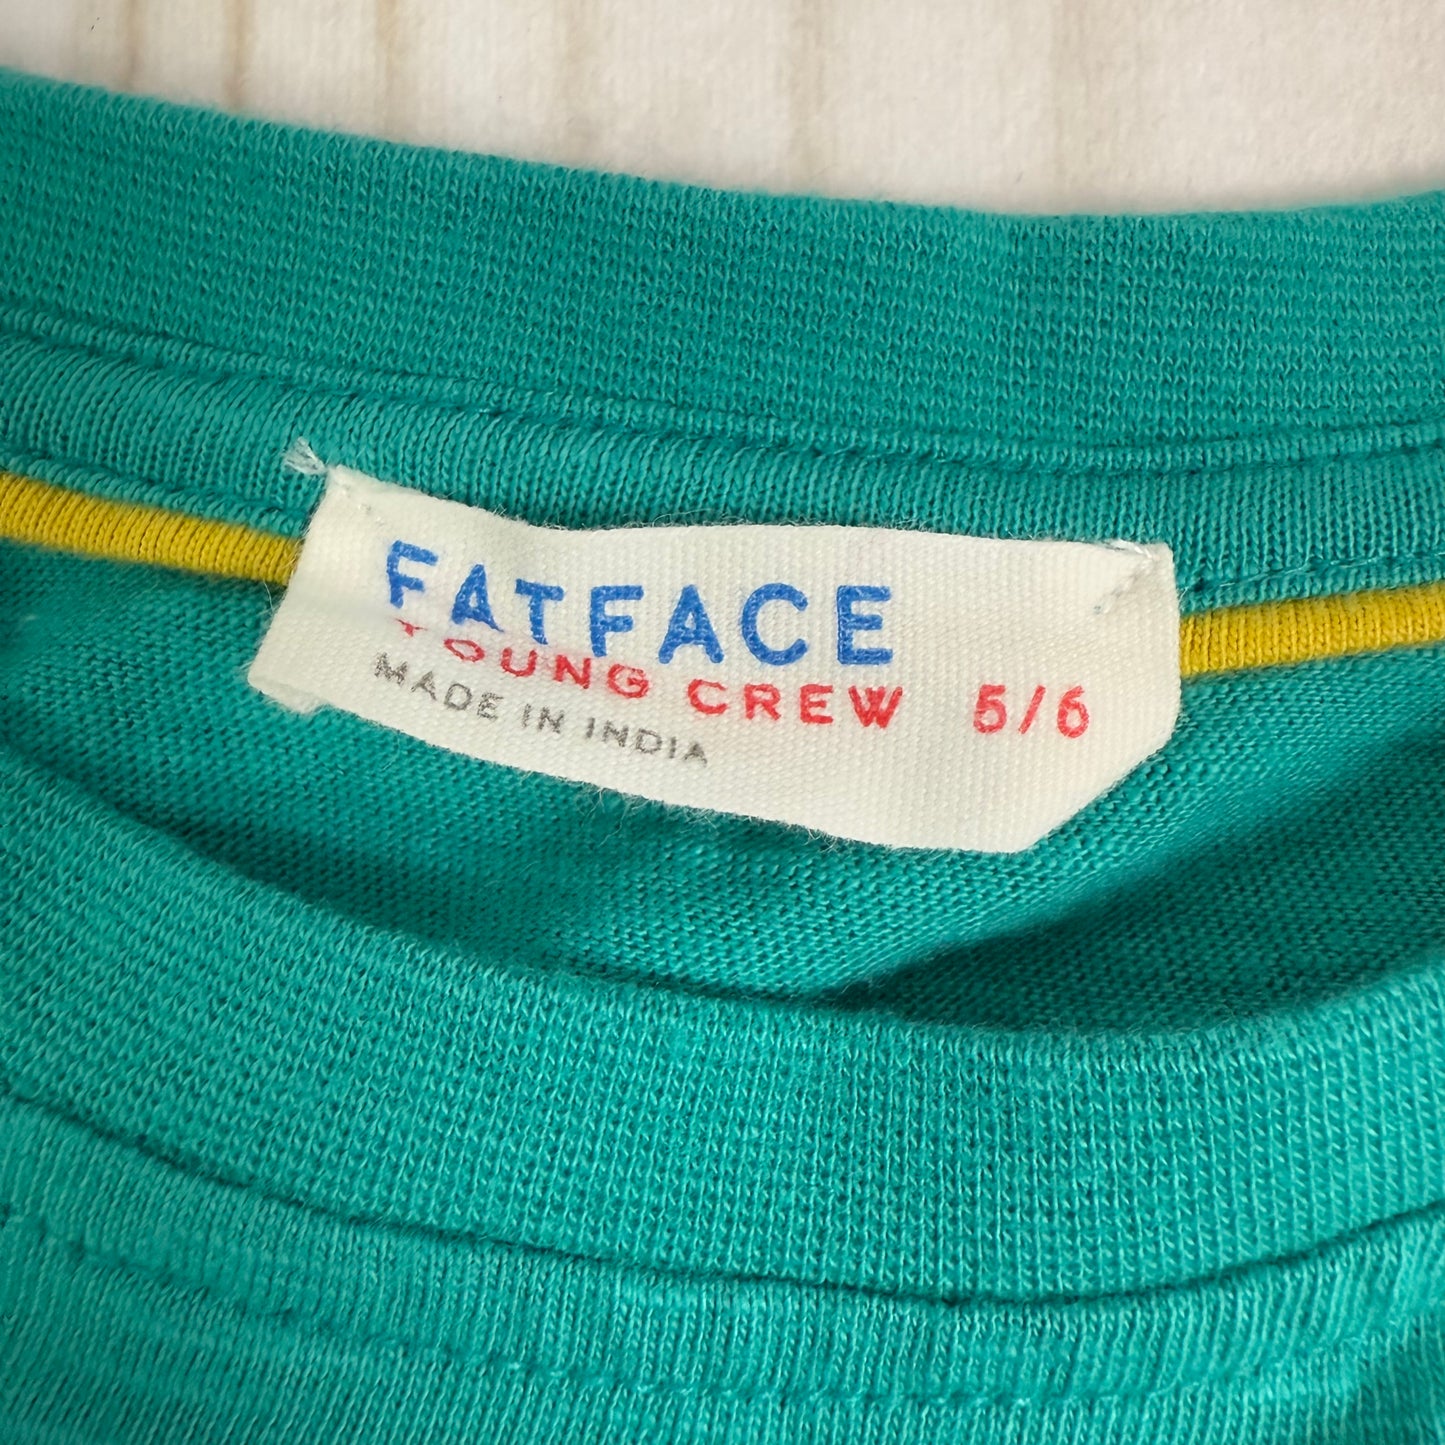 FATFACE
YOUNG CREW 5/6
MADE IN INDIA